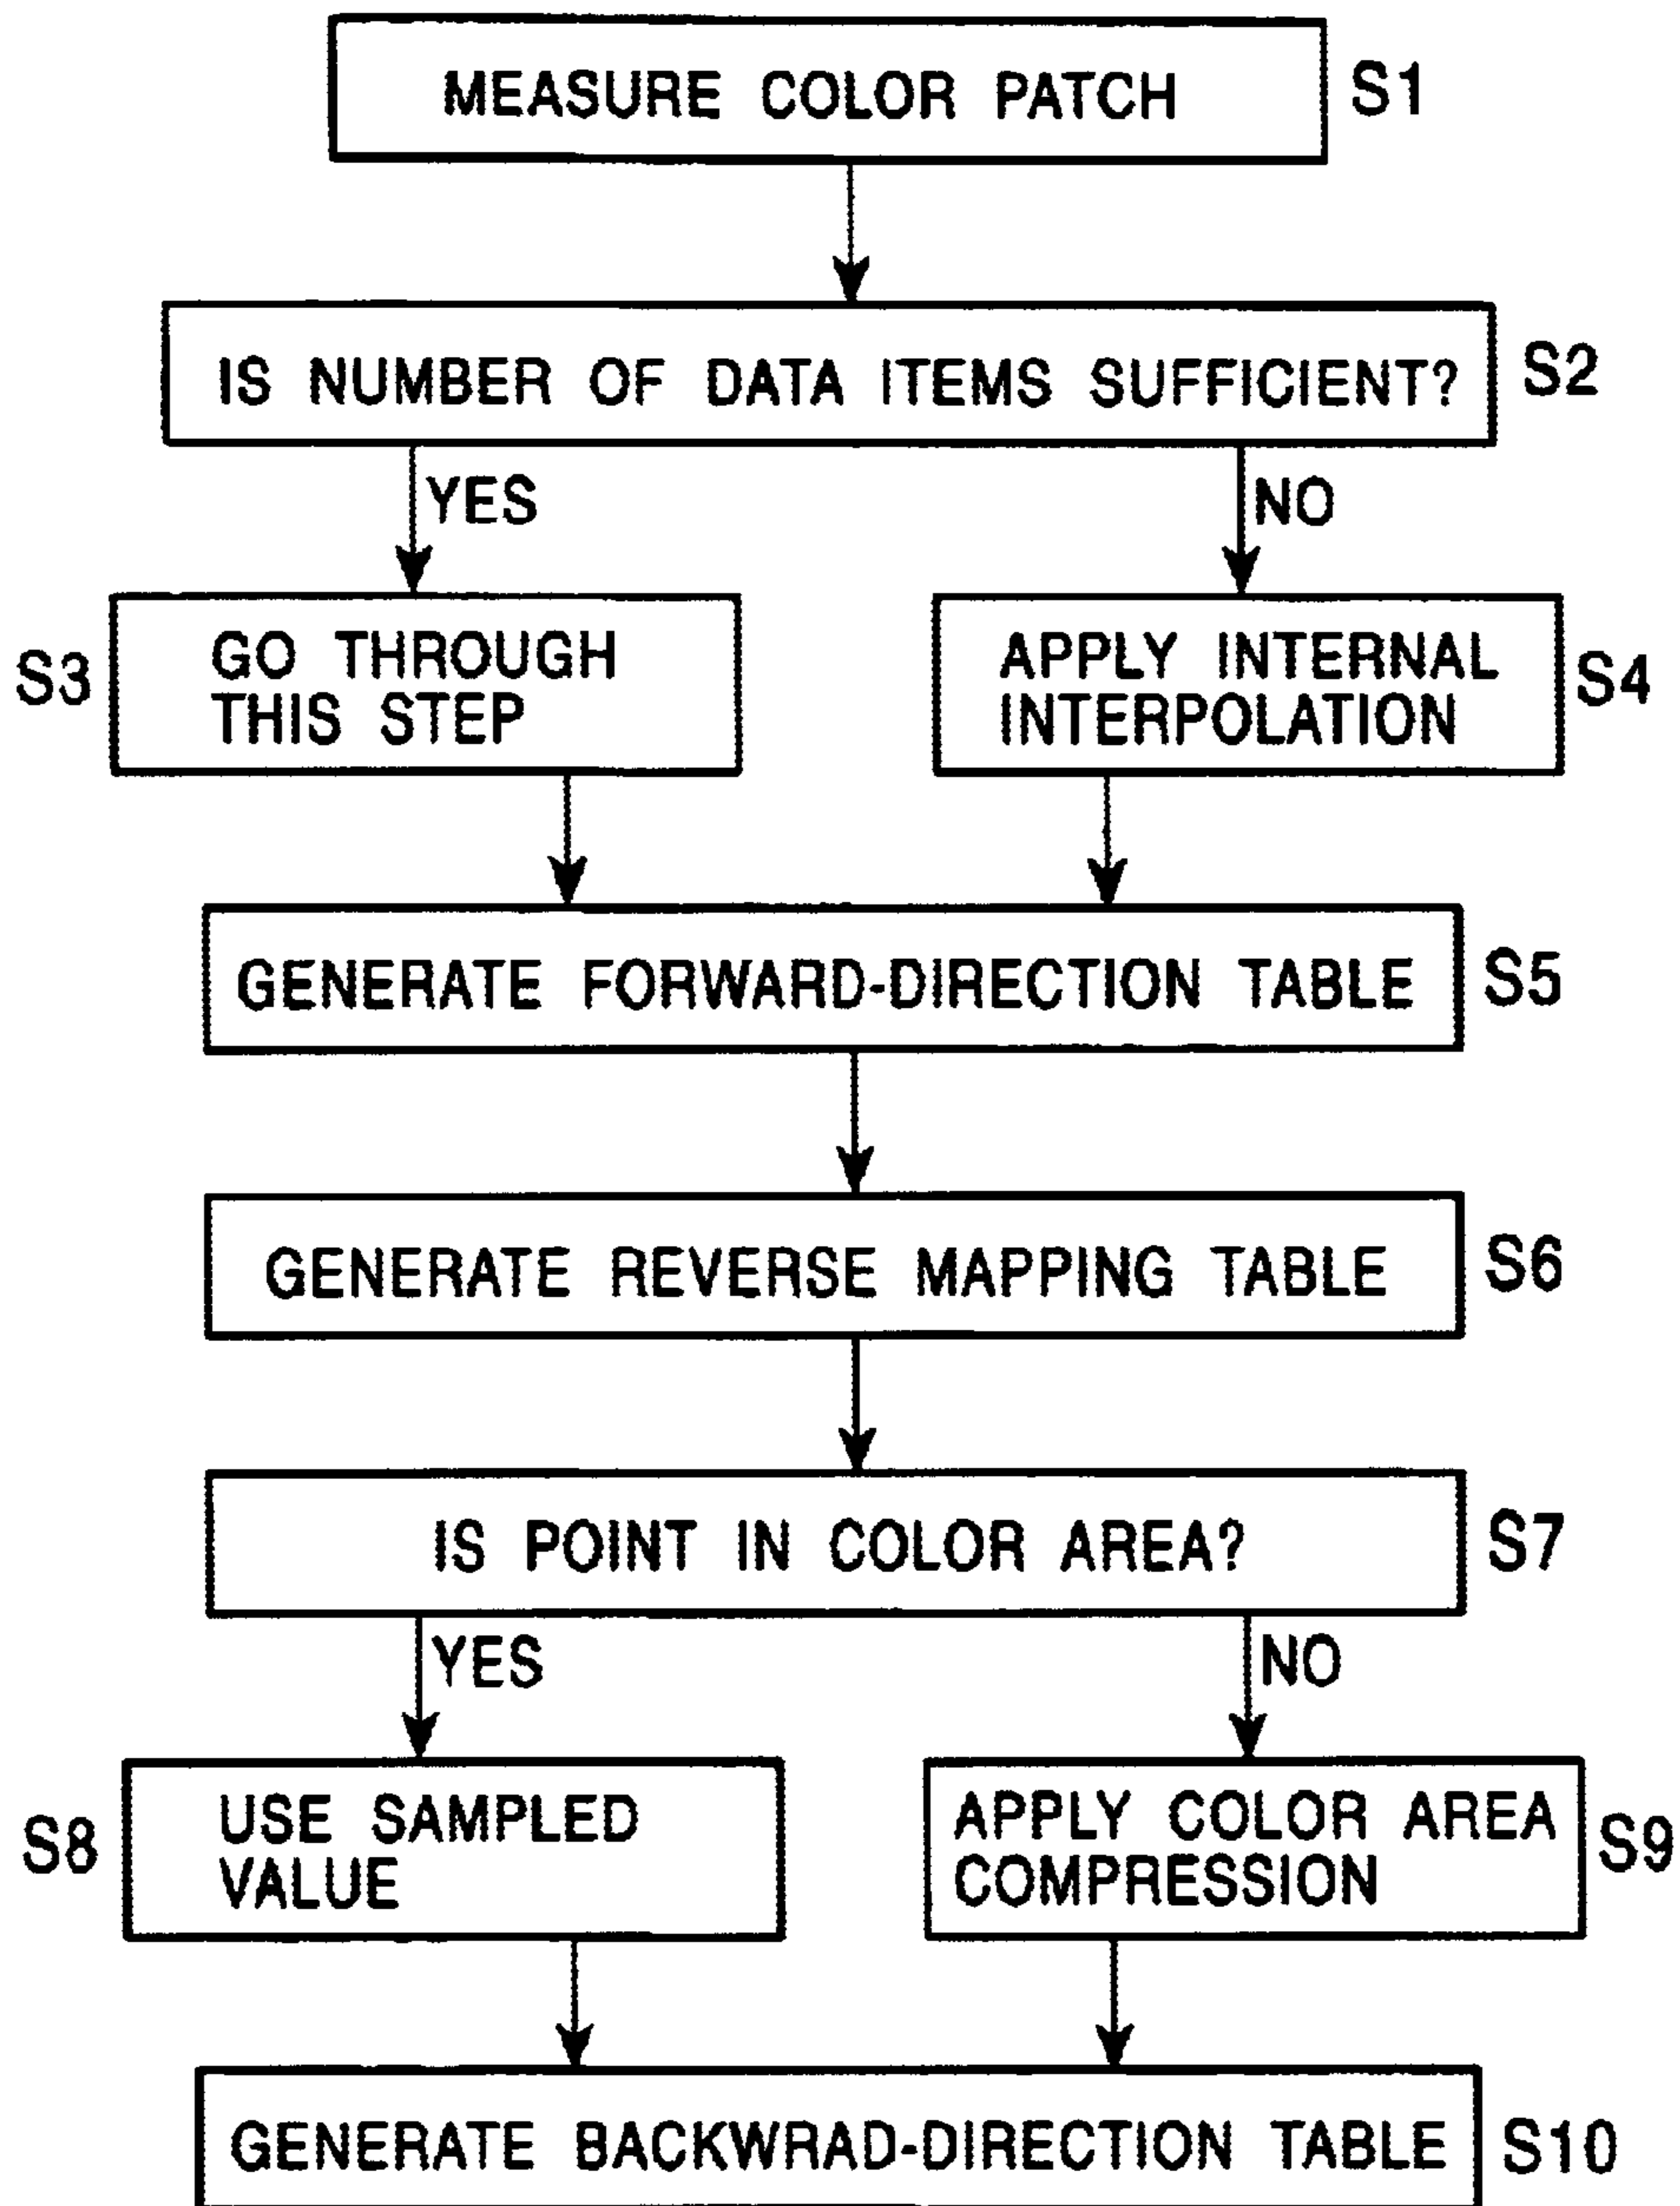 MEASURE COLOR PATCH S1
IS NUMBER OF DATA ITEMS SUFFICIENT? S2
YES
NO
S3
GO THROUGH
THIS STEP
APPLY INTERNAL
INTERPOLATION
S4
GENERATE FORWARD-DIRECTION TABLE S5
GENERATE REVERSE MAPPING TABLE S6
IS POINT IN COLOR AREA? S7
YES
NO
S8
USE SAMPLED
VALUE
APPLY COLOR AREA
COMPRESSION
S9
GENERATE BACKWRAD-DIRECTION TABLE S10